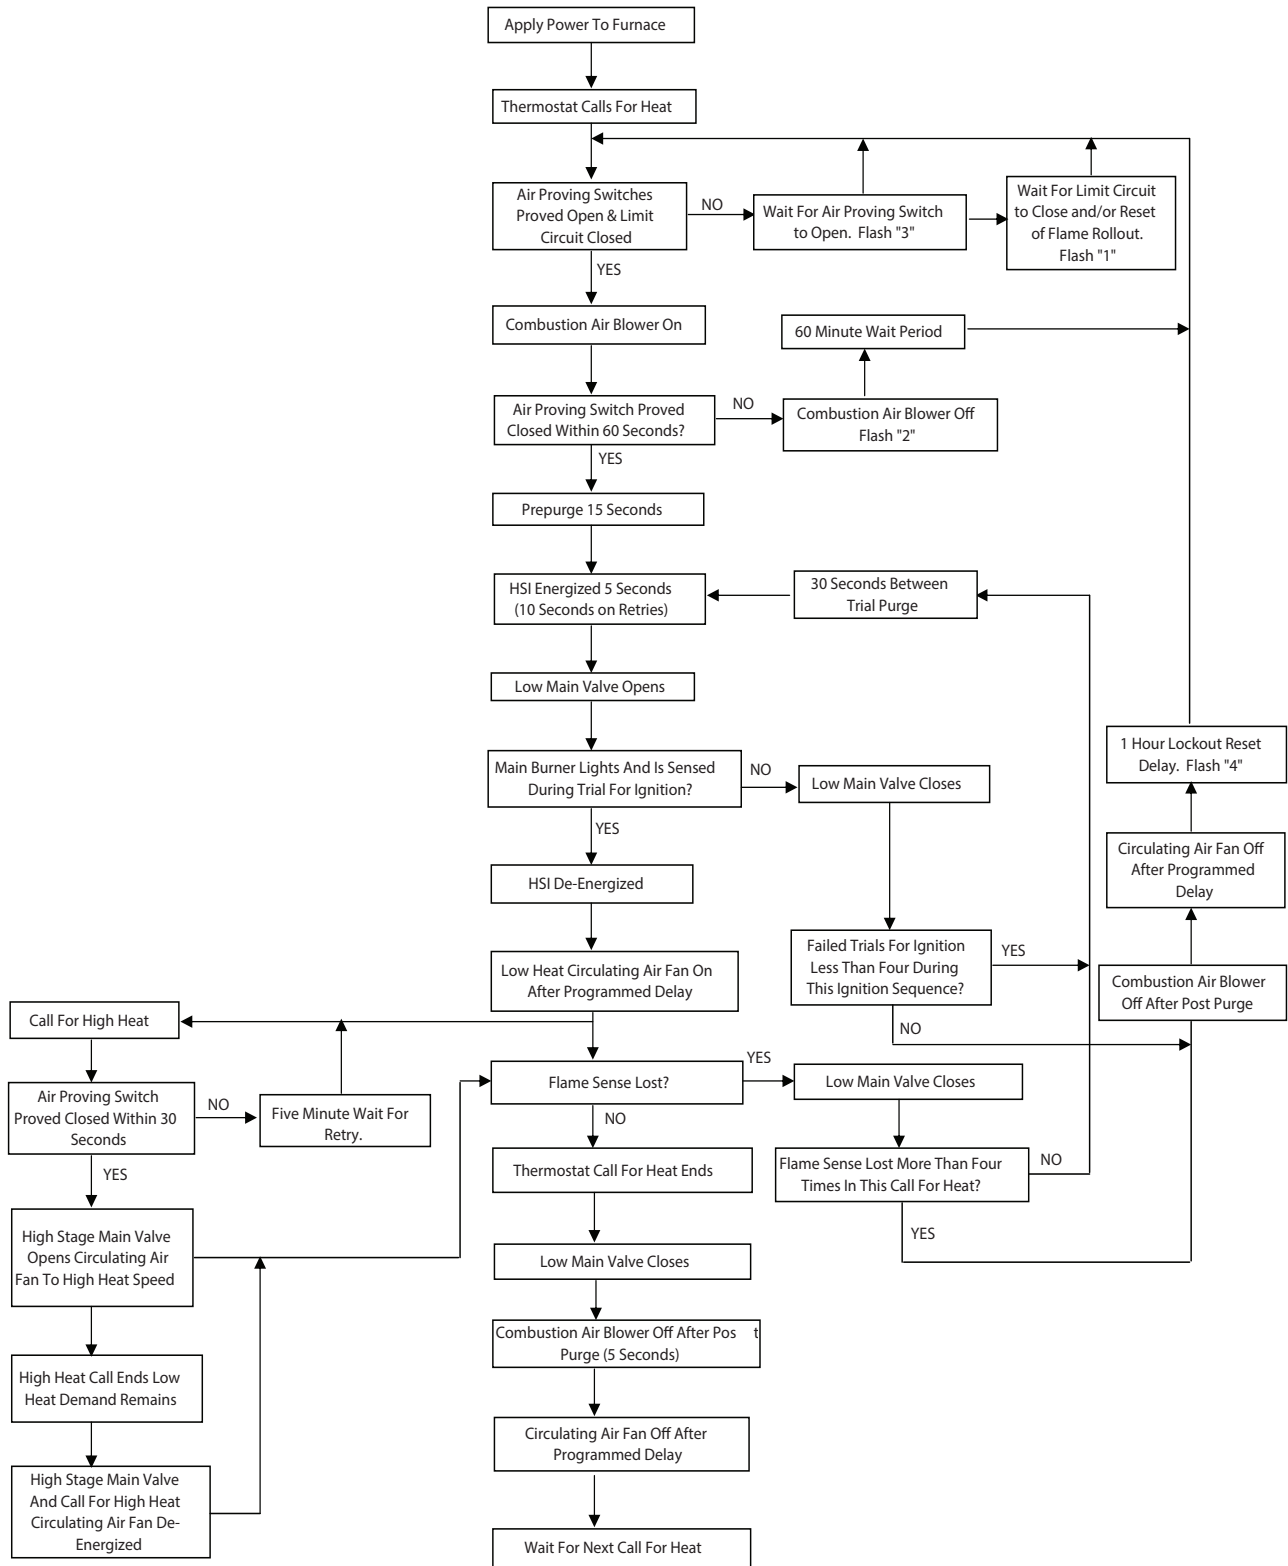 Apply Power To Furnace
Thermostat Calls For Heat
Air Proving Switches
Proved Open & Limit
Circuit Closed
NO
Wait For Air Proving Switch
to Open. Flash "3"
Wait For Limit Circuit
to Close and/or Reset
of Flame Rollout.
Flash "1"
YES
Combustion Air Blower On
60 Minute Wait Period
Air Proving Switch Proved
Closed Within 60 Seconds?
NO
Combustion Air Blower Off
Flash "2"
YES
Prepurge 15 Seconds
HSI Energized 5 Seconds
(10 Seconds on Retries)
30 Seconds Between
Trial Purge
Low Main Valve Opens
Main Burner Lights And Is Sensed
During Trial For Ignition?
NO
Low Main Valve Closes
1 Hour Lockout Reset
Delay. Flash "4"
YES
HSI De-Energized
Circulating Air Fan Off
After Programmed
Delay
Low Heat Circulating Air Fan On
After Programmed Delay
Failed Trials For Ignition
Less Than Four During
This Ignition Sequence?
YES
NO
Combustion Air Blower
Off After Post Purge
Call For High Heat
Flame Sense Lost?
YES
Low Main Valve Closes
NO
Air Proving Switch
Proved Closed Within 30
Seconds
NO
Five Minute Wait For
Retry.
YES
Thermostat Call For Heat Ends
Flame Sense Lost More Than Four
Times In This Call For Heat?
NO
YES
High Stage Main Valve
Opens Circulating Air
Fan To High Heat Speed
Low Main Valve Closes
Combustion Air Blower Off After Pos t
Purge (5 Seconds)
High Heat Call Ends Low
Heat Demand Remains
Circulating Air Fan Off After
Programmed Delay
High Stage Main Valve
And Call For High Heat
Circulating Air Fan De-
Energized
Wait For Next Call For Heat